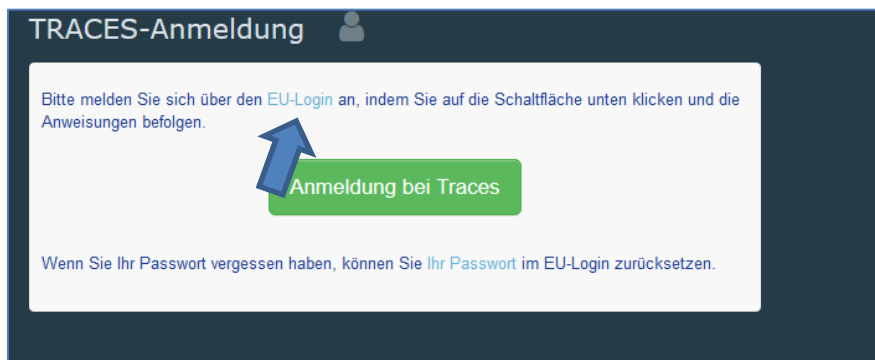 TRACES-Anmeldung
Bitte melden Sie sich über den EU-Login an, indem Sie auf die Schaltfläche unten klicken und die
Anweisungen befolgen.
Anmeldung bei Traces
Wenn Sie Ihr Passwort vergessen haben, können Sie Ihr Passwort im EU-Login zurücksetzen.